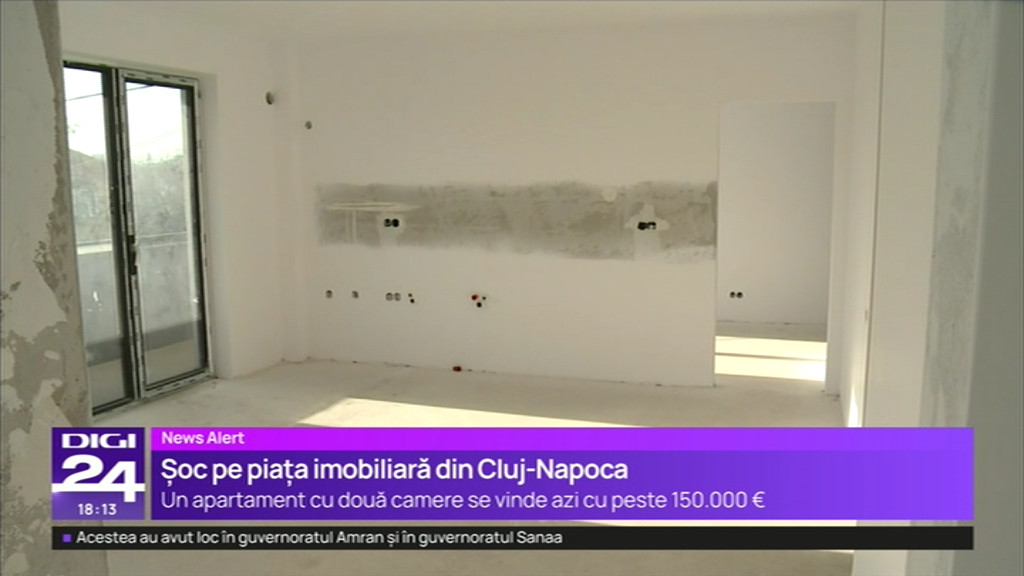 News Alert
Șoc pe piața imobiliară din Cluj-Napoca
Un apartament cu două camere se vinde azi cu peste 150.000 €
DIGI
24
18:13
Acestea au avut loc în guvernoratul Amran și în guvernoratul Sanaa